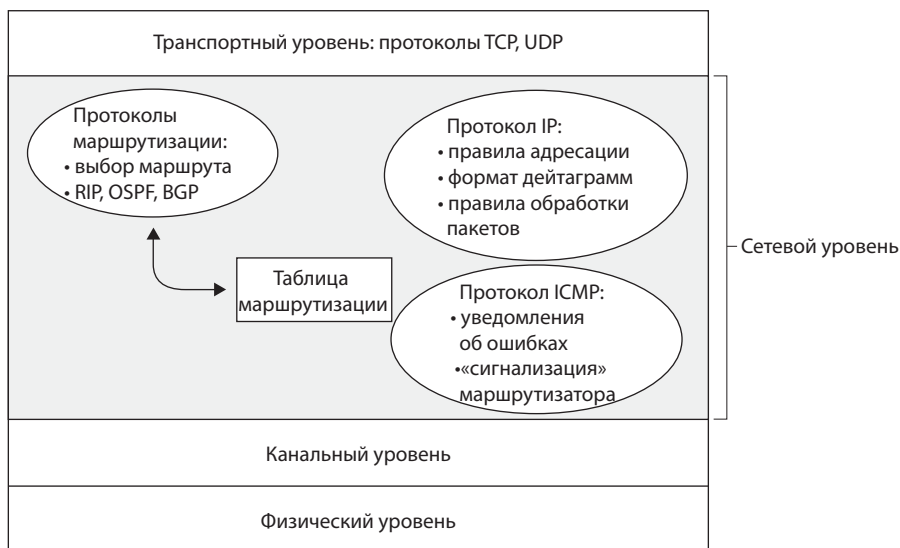 Транспортный уровень: протоколы TCP, UDP
Протоколы
маршрутизации:
• выбор маршрута
• RIP, OSPF, BGP
Протокол IP:
• правила адресации
• формат дейтаграмм
• правила обработки
пакетов
Таблица
маршрутизации
Протокол ICMP:
• уведомления
об ошибках
•«сигнализация»
маршрутизатора
Сетевой уровень
Канальный уровень
Физический уровень